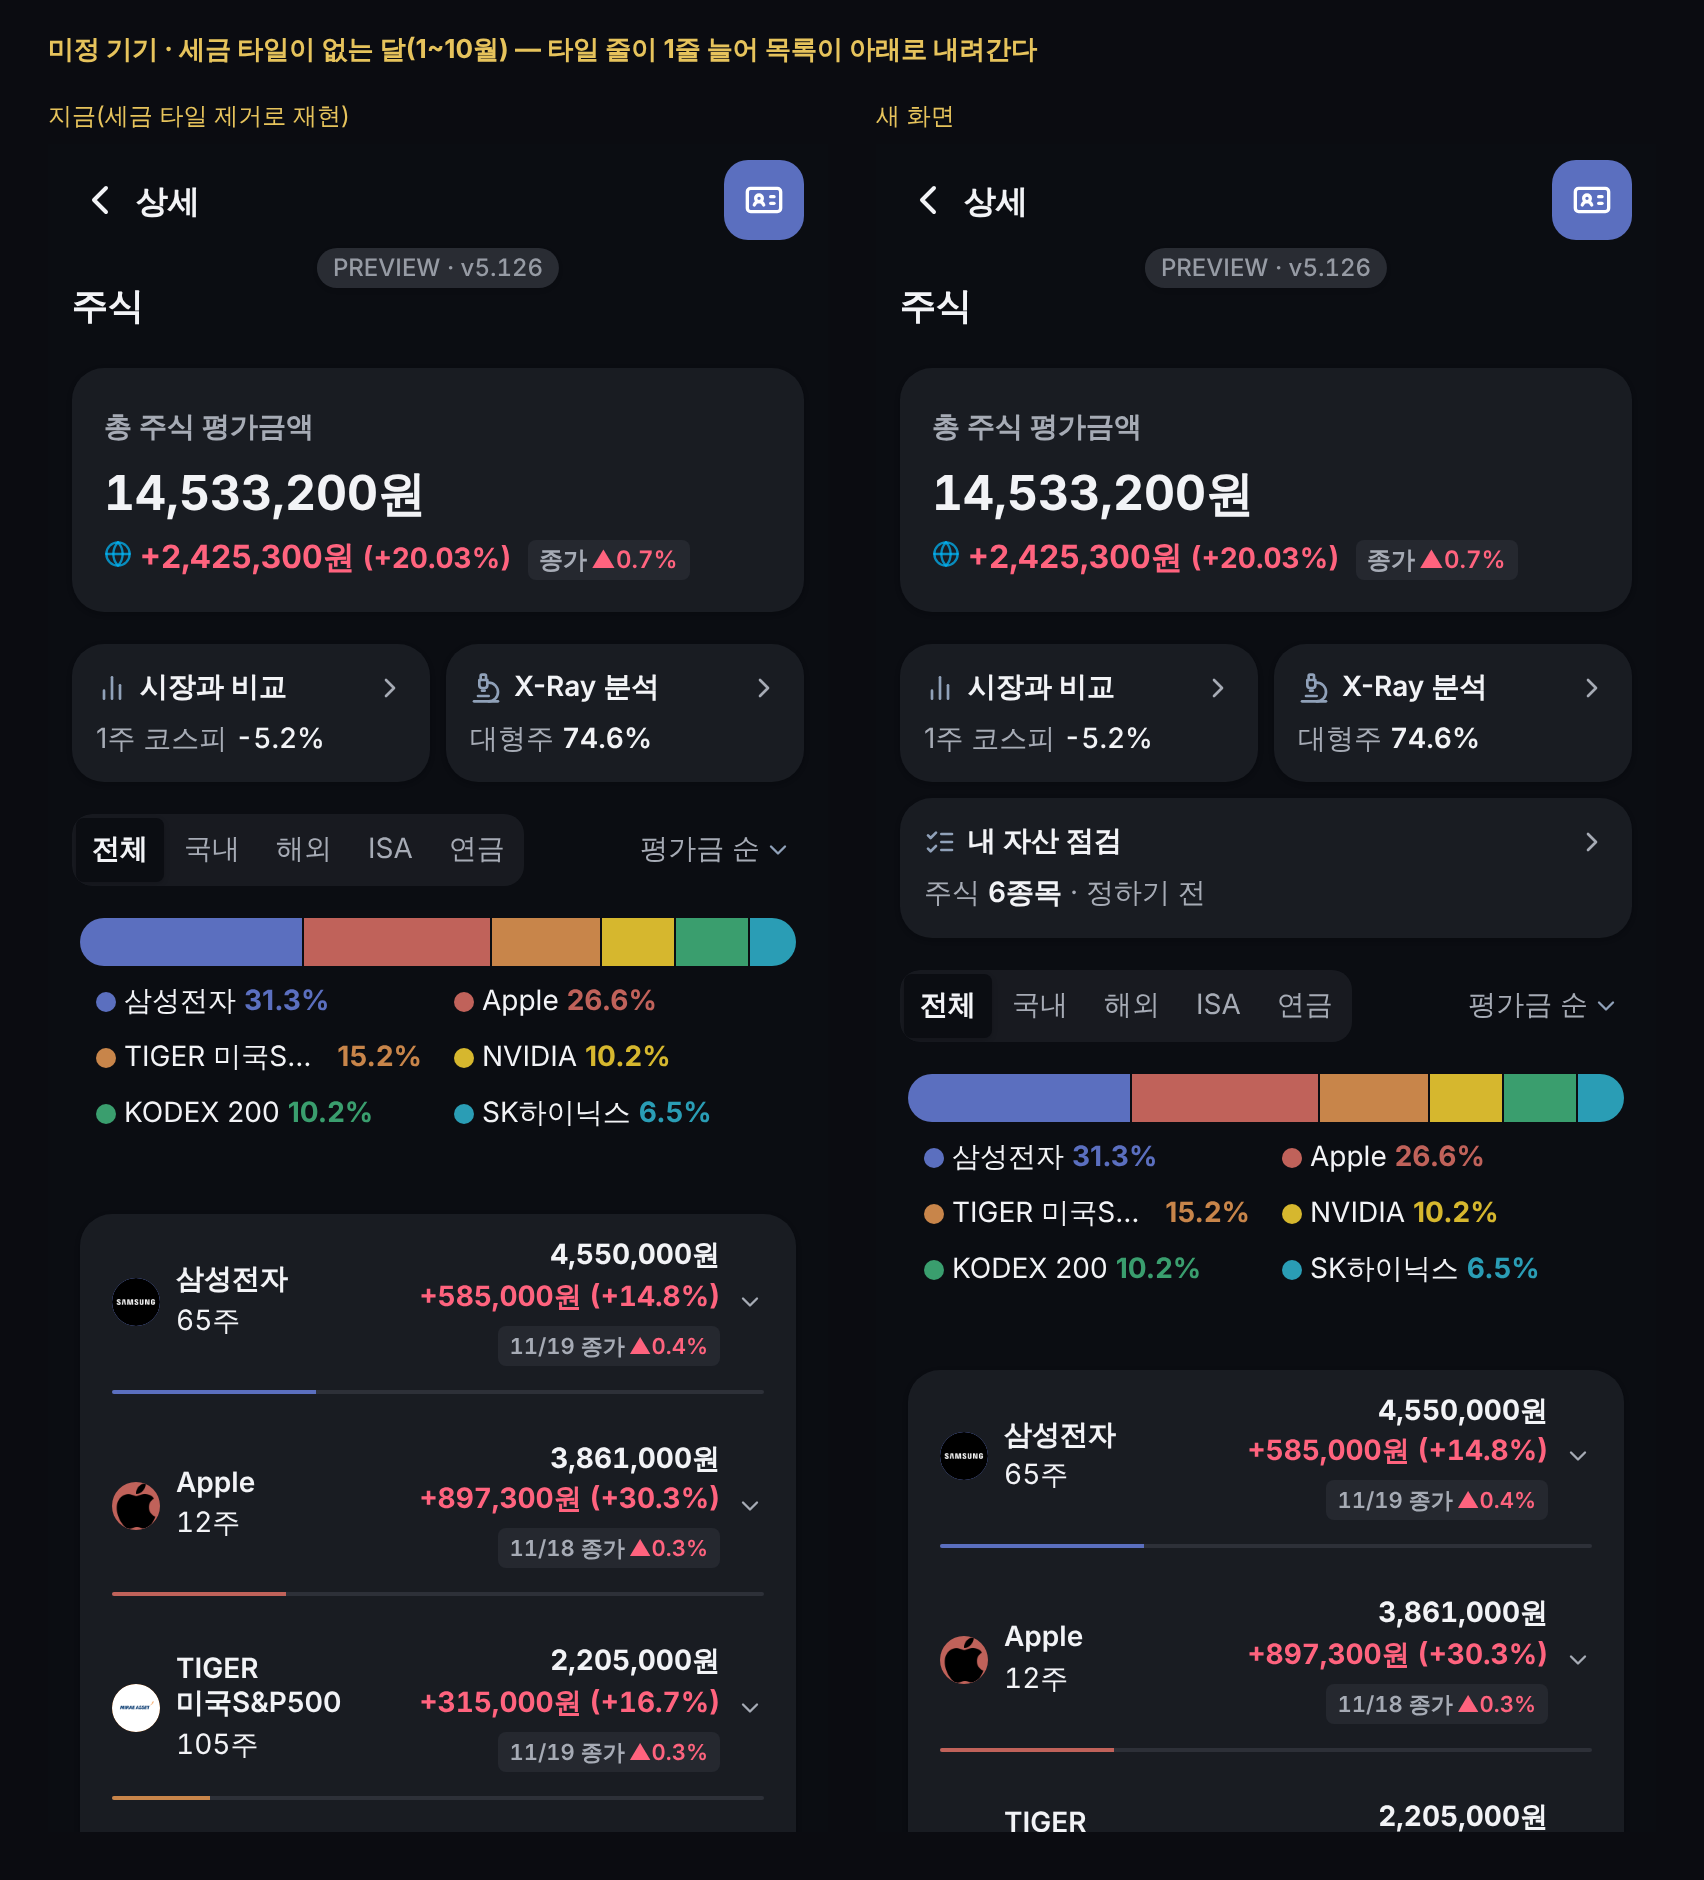 미정 기기 · 세금 타일이 없는 달(1~10월) — 타일 줄이 1줄 늘어 목록이 아래로 내려간다
지금(세금 타일 제거로 재현)
상세
PREVIEW · v5.126
주식
총 주식 평가금액
14,533,200원
+2,425,300원 (+20.03%) 종가 ▲0.7%
시장과 비교
1주 코스피 -5.2%
X-Ray 분석
대형주 74.6%
전체 국내 해외 ISA 연금 평가금 순
삼성전자 31.3% Apple 26.6%
TIGER 미국S... 15.2% NVIDIA 10.2%
KODEX 200 10.2% SK하이닉스 6.5%
SAMSUNG
삼성전자
65주
4,550,000원
+585,000원 (+14.8%)
11/19 종가 ▲0.4%
Apple
12주
3,861,000원
+897,300원 (+30.3%)
11/18 종가 ▲0.3%
TIGER
미국S&P500
105주
2,205,000원
+315,000원 (+16.7%)
11/19 종가 ▲0.3%
새 화면
상세
PREVIEW · v5.126
주식
총 주식 평가금액
14,533,200원
+2,425,300원 (+20.03%) 종가 ▲0.7%
시장과 비교
1주 코스피 -5.2%
X-Ray 분석
대형주 74.6%
내 자산 점검
주식 6종목 · 정하기 전
전체 국내 해외 ISA 연금 평가금 순
삼성전자 31.3% Apple 26.6%
TIGER 미국S... 15.2% NVIDIA 10.2%
KODEX 200 10.2% SK하이닉스 6.5%
SAMSUNG
삼성전자
65주
4,550,000원
+585,000원 (+14.8%)
11/19 종가 ▲0.4%
Apple
12주
3,861,000원
+897,300원 (+30.3%)
11/18 종가 ▲0.3%
TIGER
2,205,000원